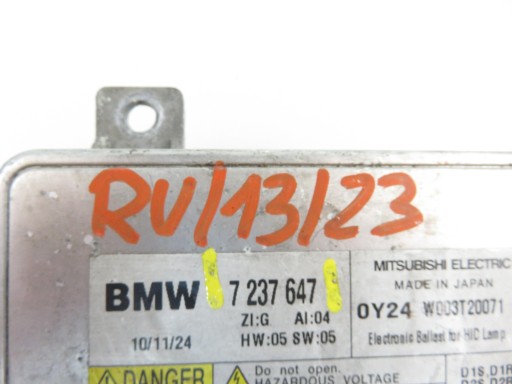 RV/13/23
MITSUBISHI ELECTRIC
MADE IN JAPAN
BMW 7 237 647
0Y24 W003T20071
ZI:G AI:04
10/11/24 HW:05 SW:05
Electronic Ballast for HIC Lamp
DANGER Do not open.
HAZARDOUS VOLTAGE
D1S,D1R